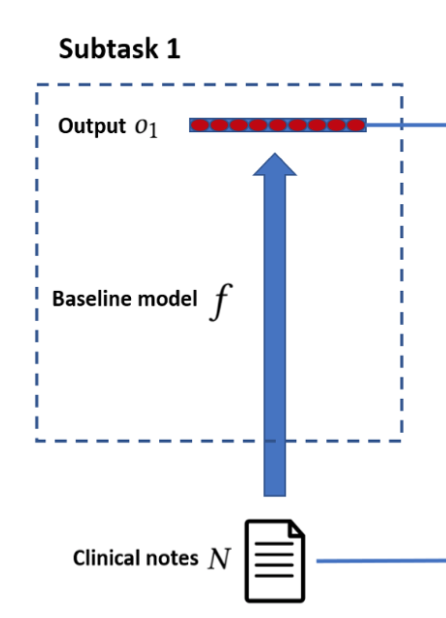 Subtask 1
Output o₁
Baseline model f
Clinical notes N